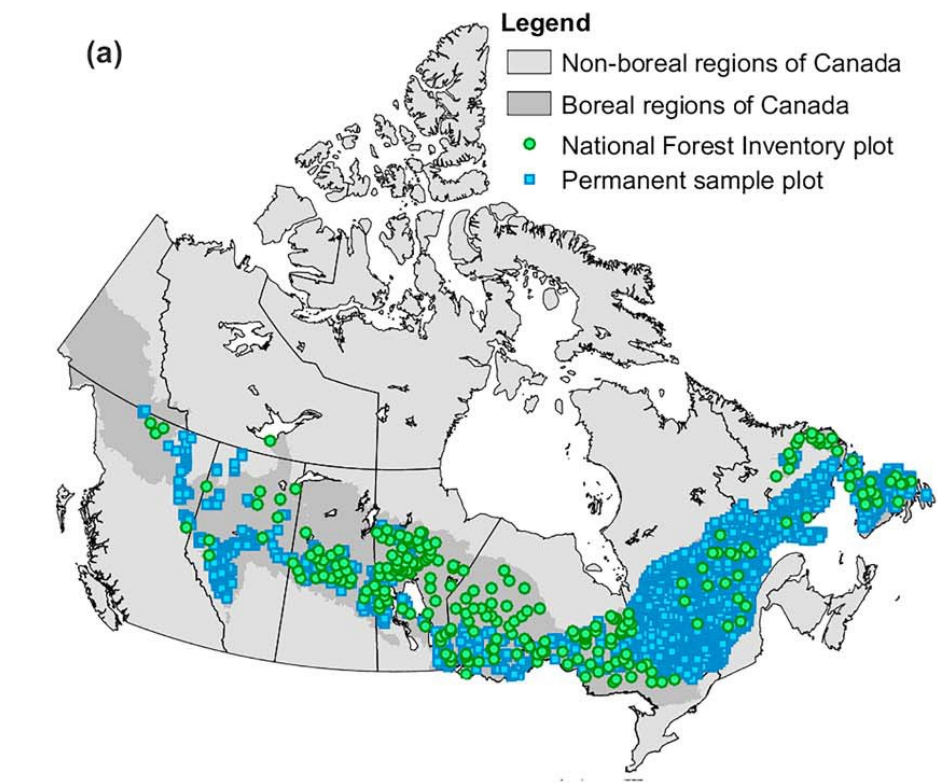 (a)
Legend
Non-boreal regions of Canada
Boreal regions of Canada
National Forest Inventory plot
Permanent sample plot